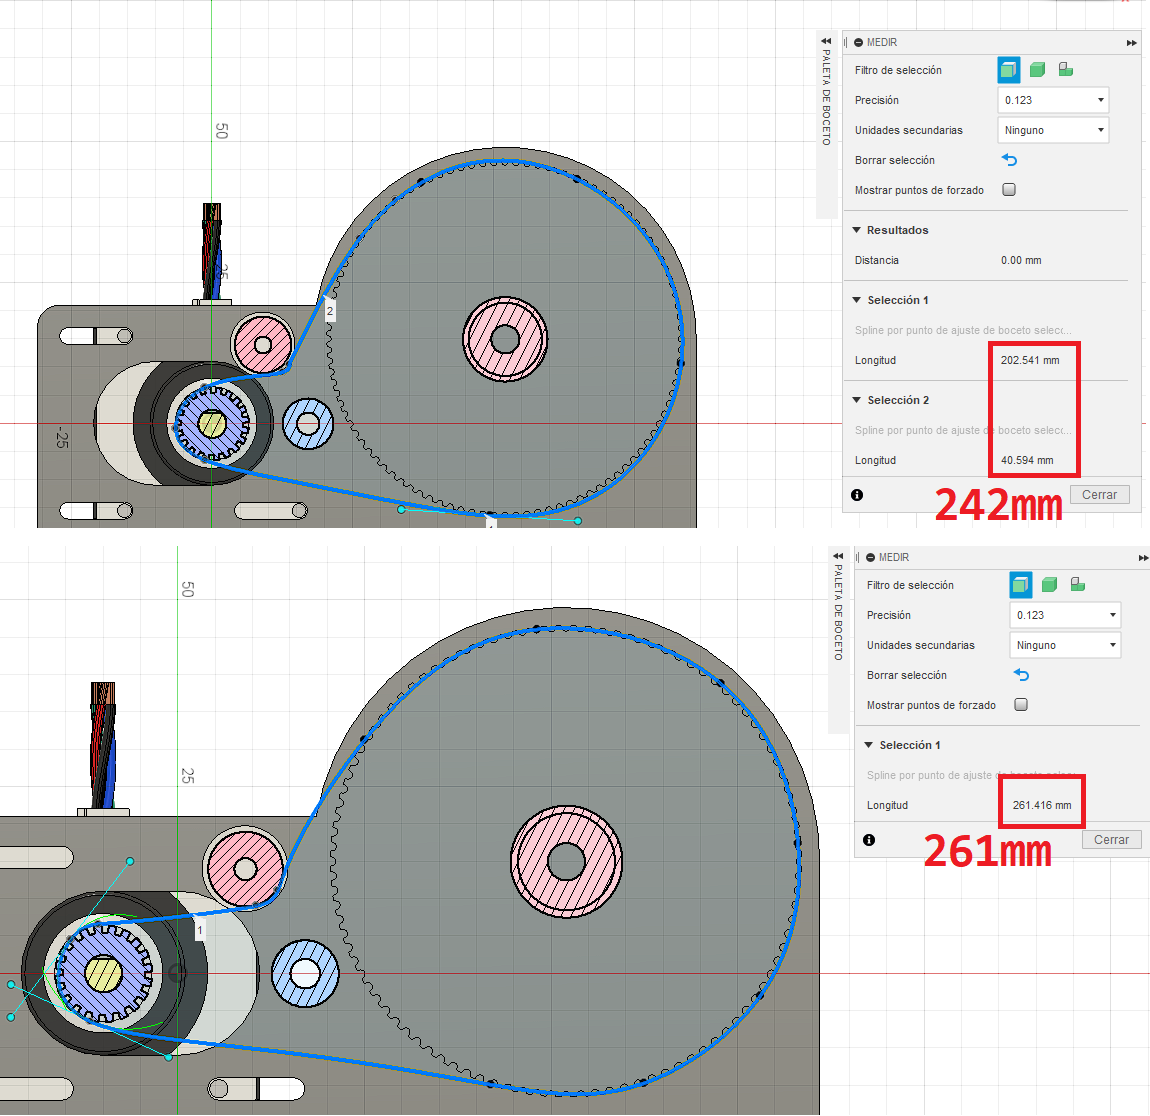 MEDIR
PALETA DE BOCETO
Filtro de selección
Precisión
0.123
Unidades secundarias
Ninguno
Borrar selección
Mostrar puntos de forzado
Resultados
Distancia
0.00 mm
Selección 1
Spline por punto de ajuste de boceto selecc...
Longitud
202.541 mm
Selección 2
Spline por punto de ajuste de boceto selecc...
Longitud
40.594 mm
242mm
Cerrar
50
25
-25
2
1
MEDIR
PALETA DE BOCETO
Filtro de selección
Precisión
0.123
Unidades secundarias
Ninguno
Borrar selección
Mostrar puntos de forzado
Selección 1
Spline por punto de ajuste de boceto selec...
Longitud
261.416 mm
261mm
Cerrar
50
25
1